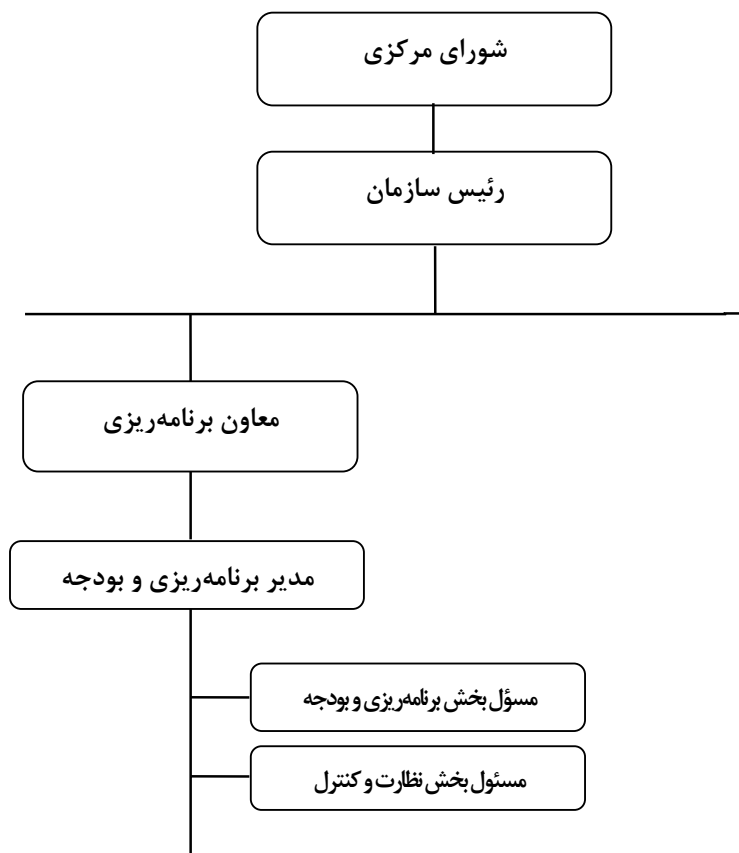 شورای مرکزی
رئیس سازمان
معاون برنامه‌ریزی
مدیر برنامه‌ریزی و بودجه
مسؤل بخش برنامه‌ریزی و بودجه
مسئول بخش نظارت و کنترل